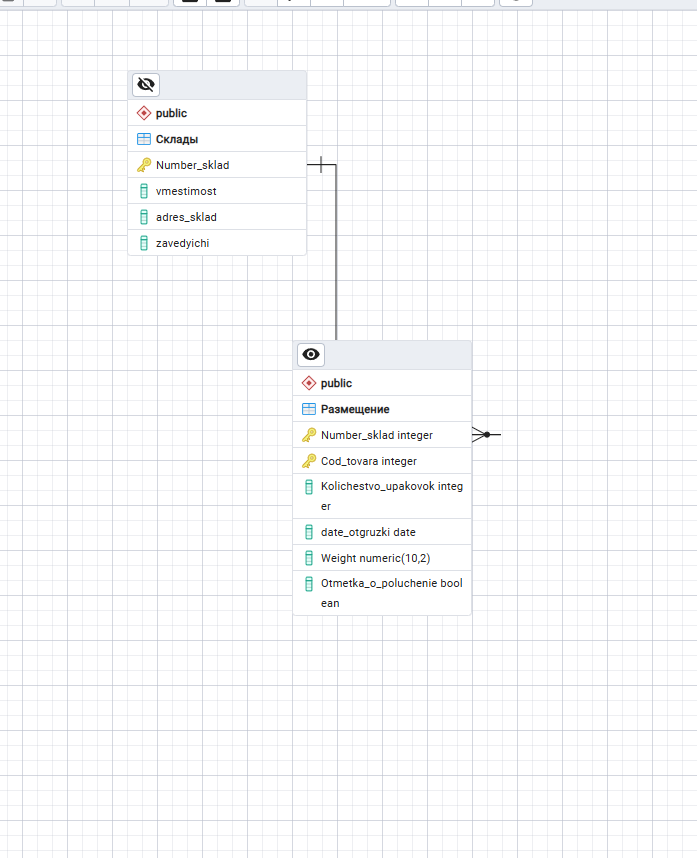 public
Склады
Number_sklad
vmestimost
adres_sklad
zavedyichi
public
Размещение
Number_sklad integer
Cod_tovara integer
Kolichestvo_upakovok integ
er
date_otgruzki date
Weight numeric(10,2)
Otmetka_o_poluchenie bool
ean